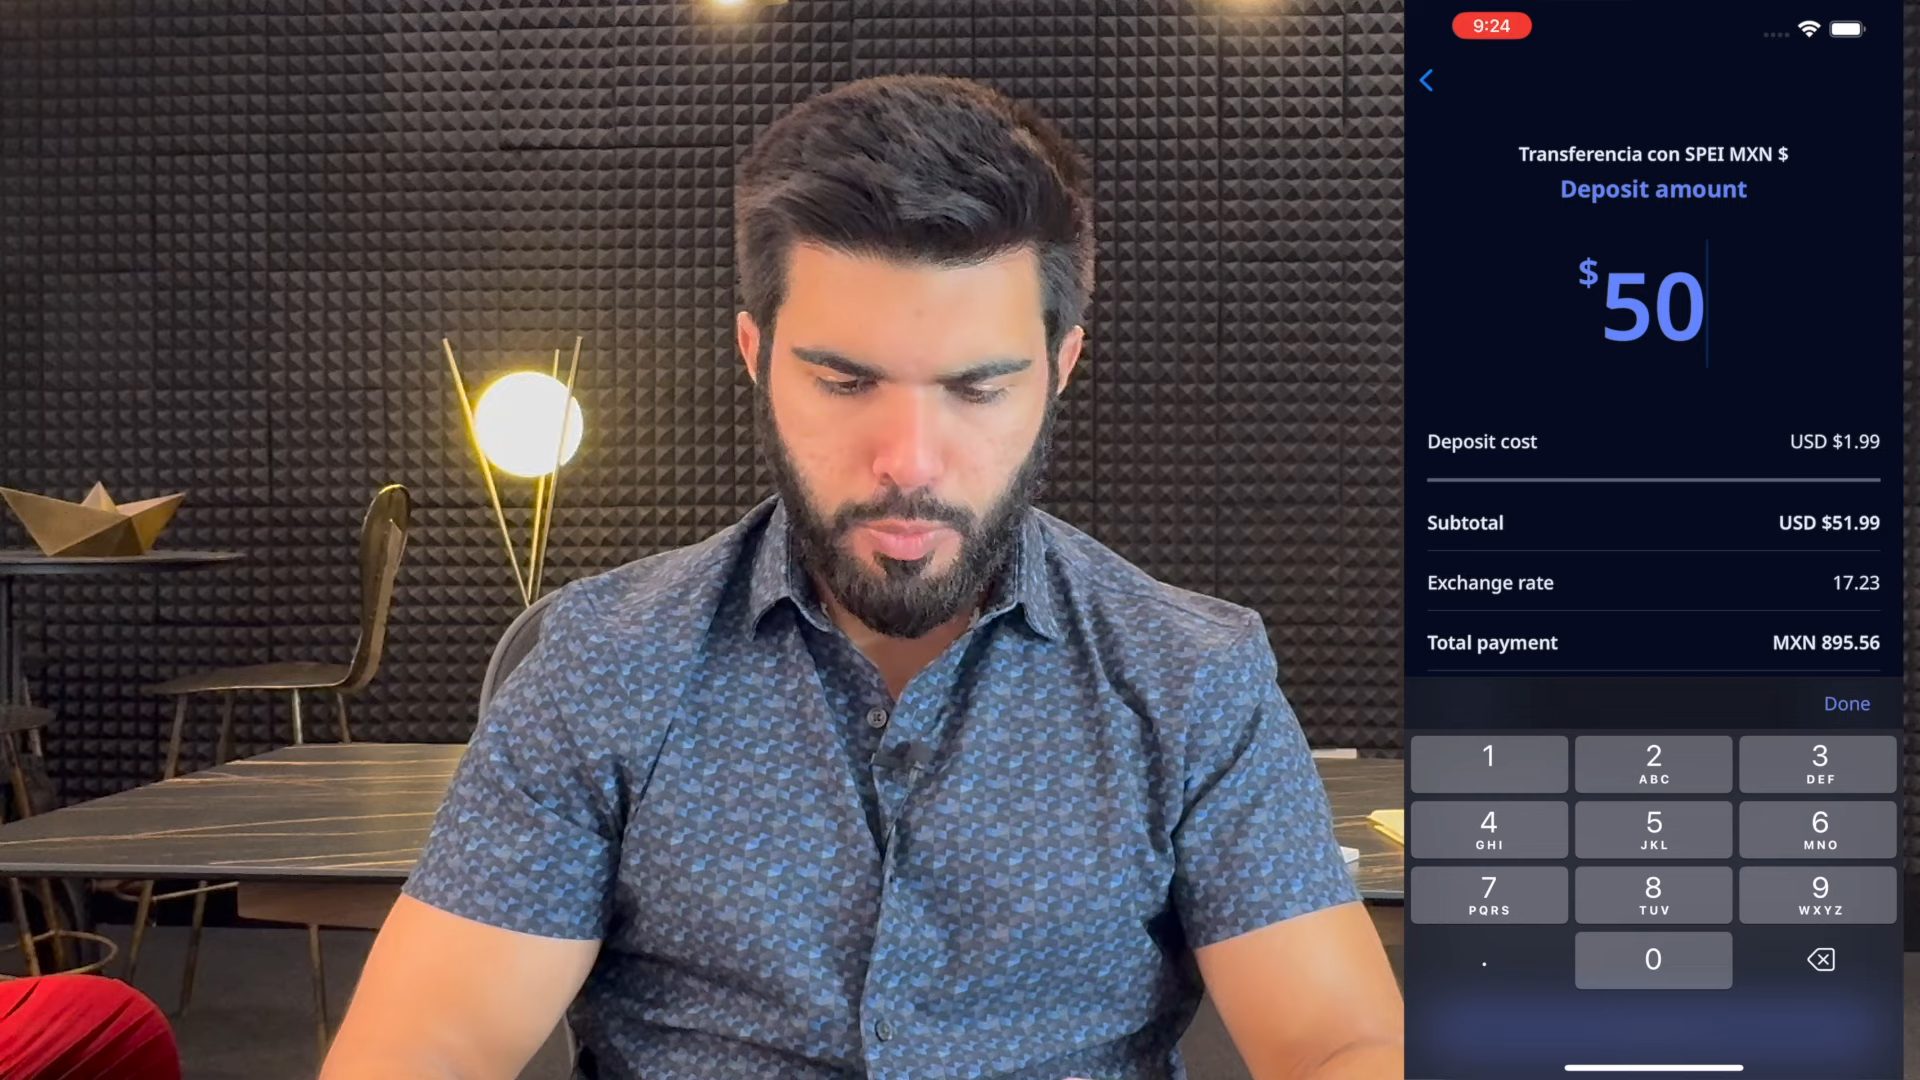 9:24
Transferencia con SPEI MXN $
Deposit amount
$50
Deposit cost USD $1.99
Subtotal USD $51.99
Exchange rate 17.23
Total payment MXN 895.56
Done
1 2 3
ABC DEF
4 5 6
GHI JKL MNO
7 8 9
PQRS TUV WXYZ
. 0